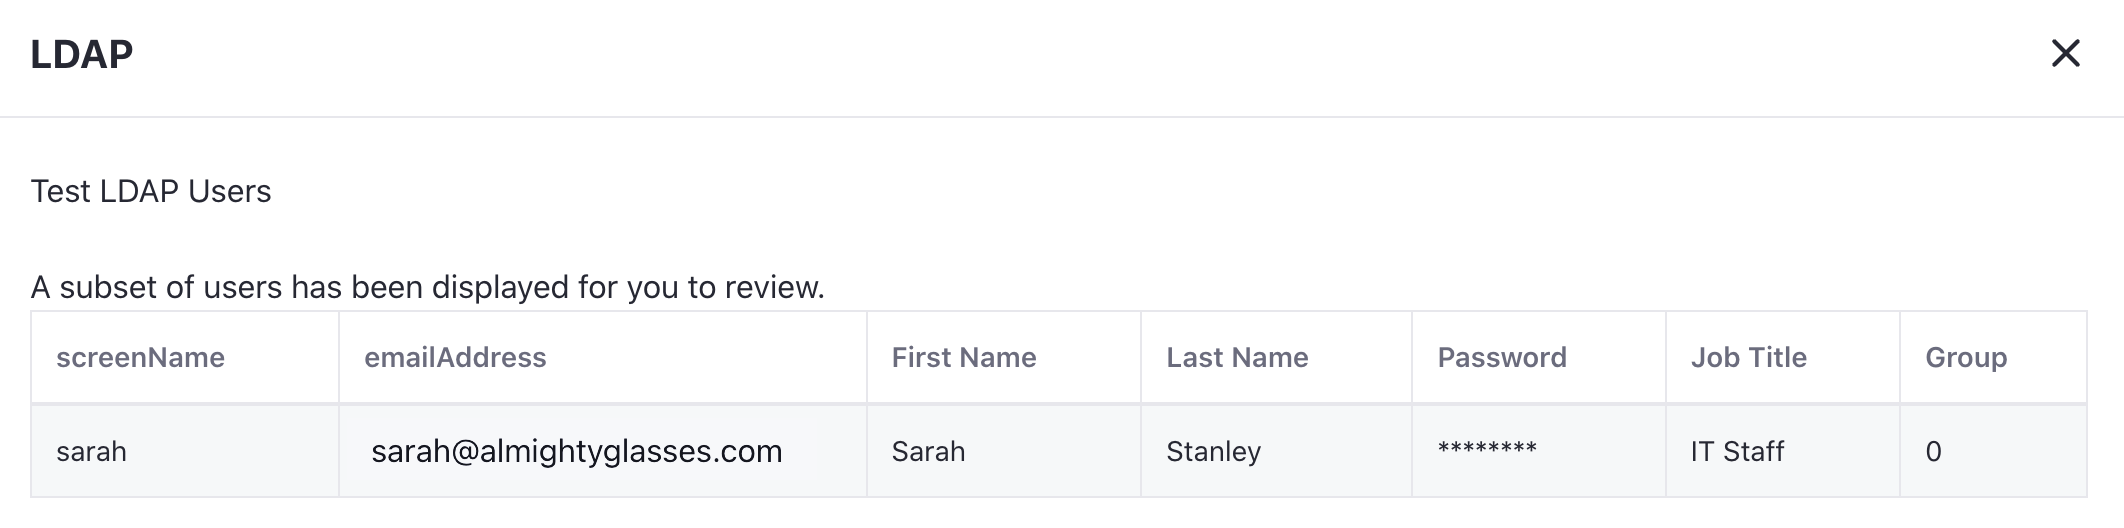 LDAP
Test LDAP Users
A subset of users has been displayed for you to review.
screenName emailAddress First Name Last Name Password Job Title Group
sarah sarah@almightyglasses.com Sarah Stanley ******** IT Staff 0